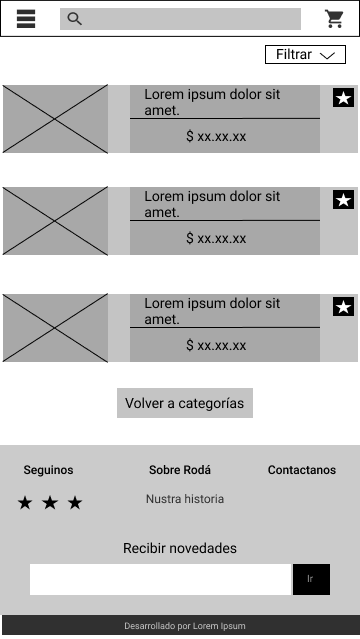 Filtrar
Lorem ipsum dolor sit
amet.
$ xx.xx.xx
Lorem ipsum dolor sit
amet.
$ xx.xx.xx
Lorem ipsum dolor sit
amet.
$ xx.xx.xx
Volver a categorías
Seguinos
Sobre Rodá
Contactanos
Nustra historia
Recibir novedades
Ir
Desarrollado por Lorem Ipsum